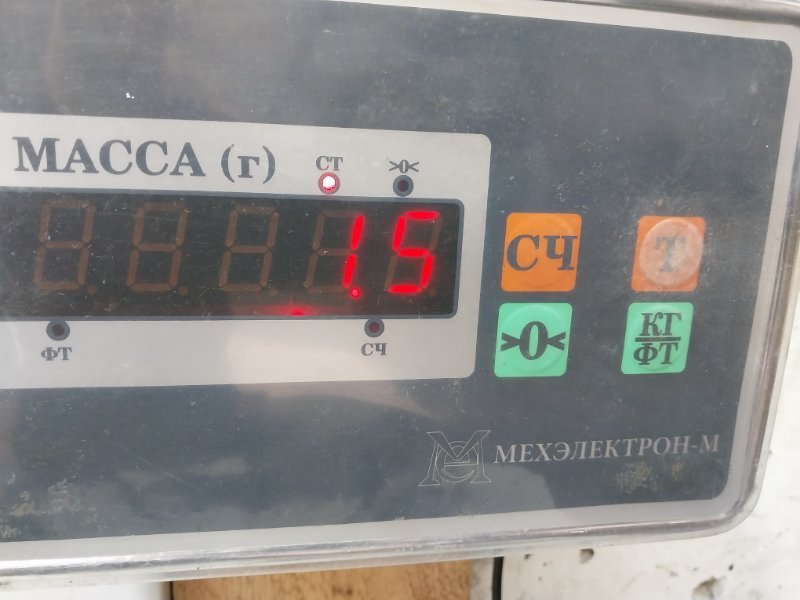 МАССА (г)
СТ
>0<
1.5
ФТ
СЧ
СЧ
Т
>0<
КГ
ФТ
МЕХЭЛЕКТРОН-М